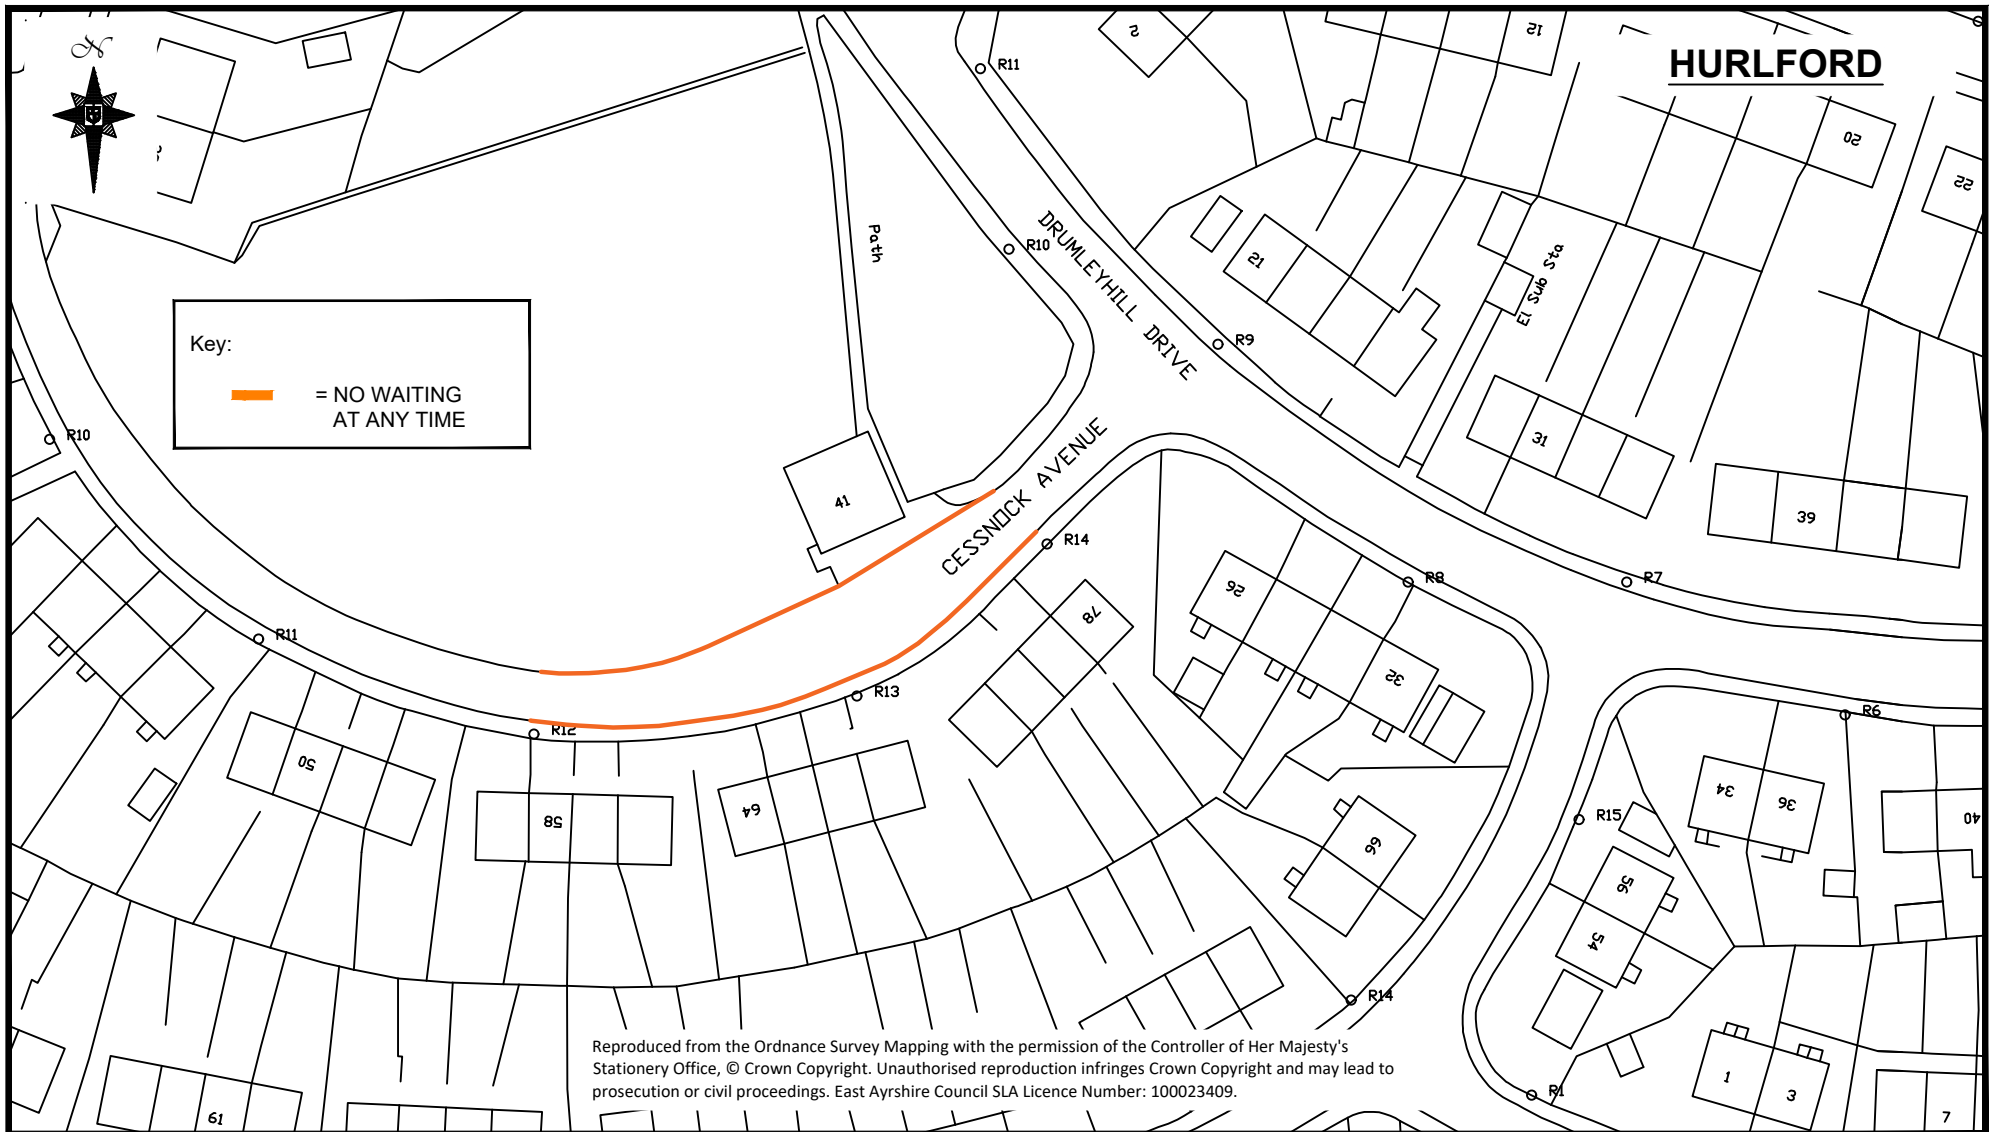 HURLFORD
N
2
12
R11
20
22
Path
R10
DRUMLEYHILL DRIVE
21
El Sub Sta
R9
Key:
= NO WAITING
AT ANY TIME
R10
31
39
41
CESSNOCK AVENUE
R14
R8
R7
26
78
32
R11
R13
R12
R6
50
58
64
34
36
40
R15
66
56
54
R14
R1
1
3
7
61
Reproduced from the Ordnance Survey Mapping with the permission of the Controller of Her Majesty's
Stationery Office, © Crown Copyright. Unauthorised reproduction infringes Crown Copyright and may lead to
prosecution or civil proceedings. East Ayrshire Council SLA Licence Number: 100023409.